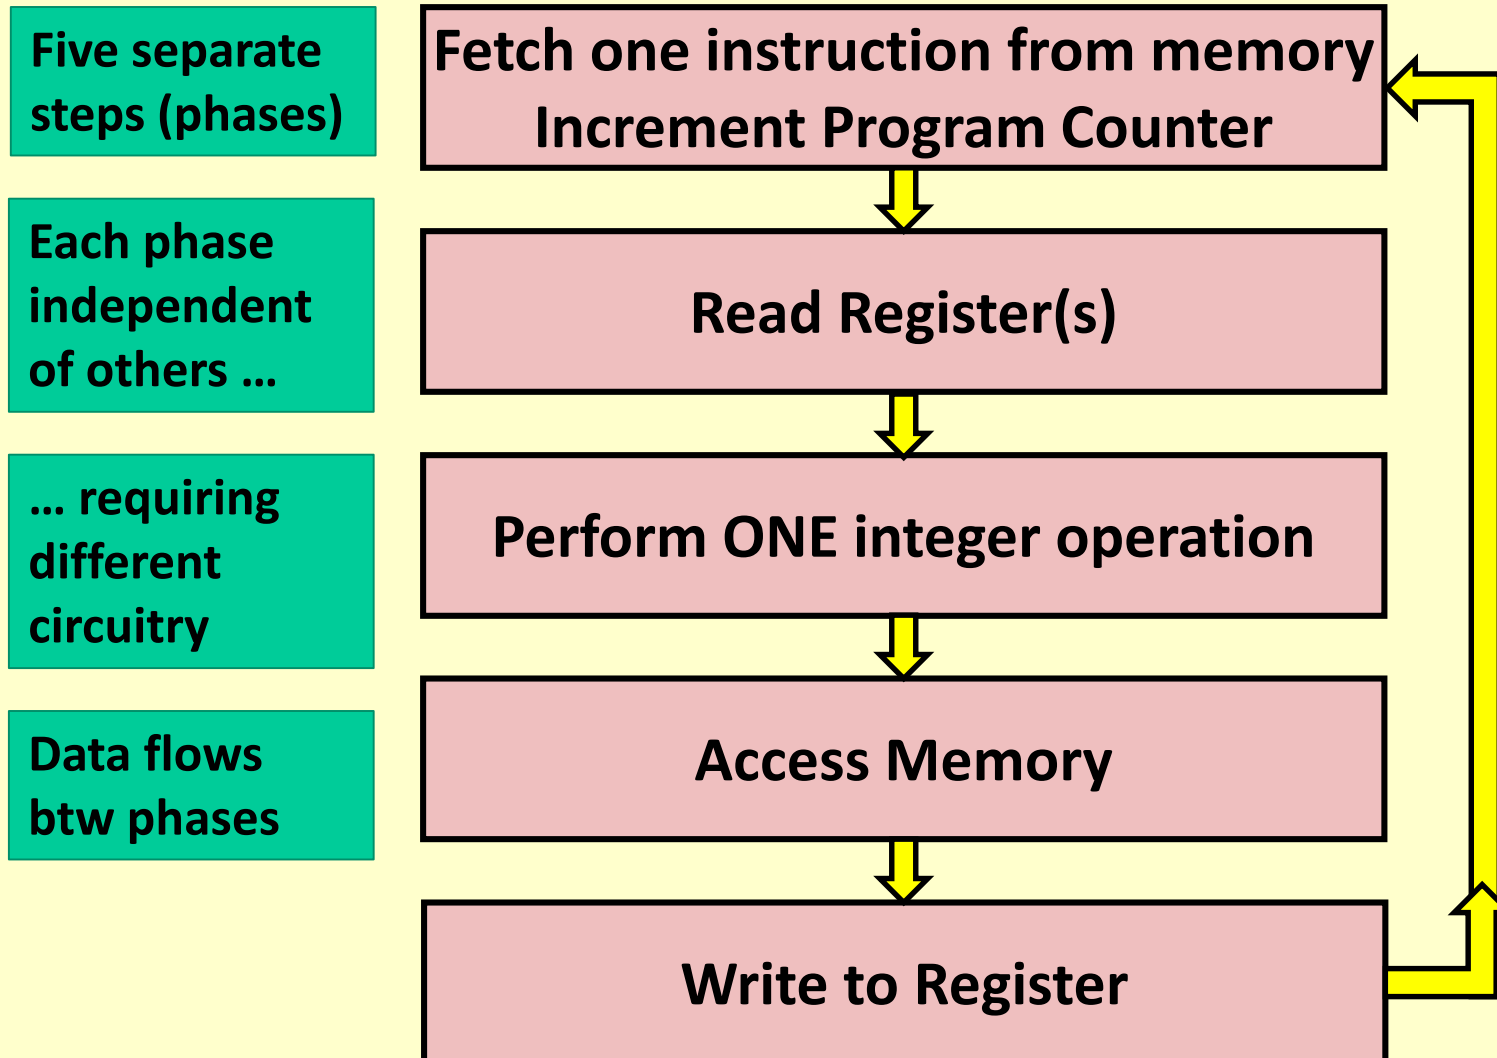 Five separate
steps (phases)
Each phase
independent
of others …
… requiring
different
circuitry
Data flows
btw phases
Fetch one instruction from memory
Increment Program Counter
Read Register(s)
Perform ONE integer operation
Access Memory
Write to Register